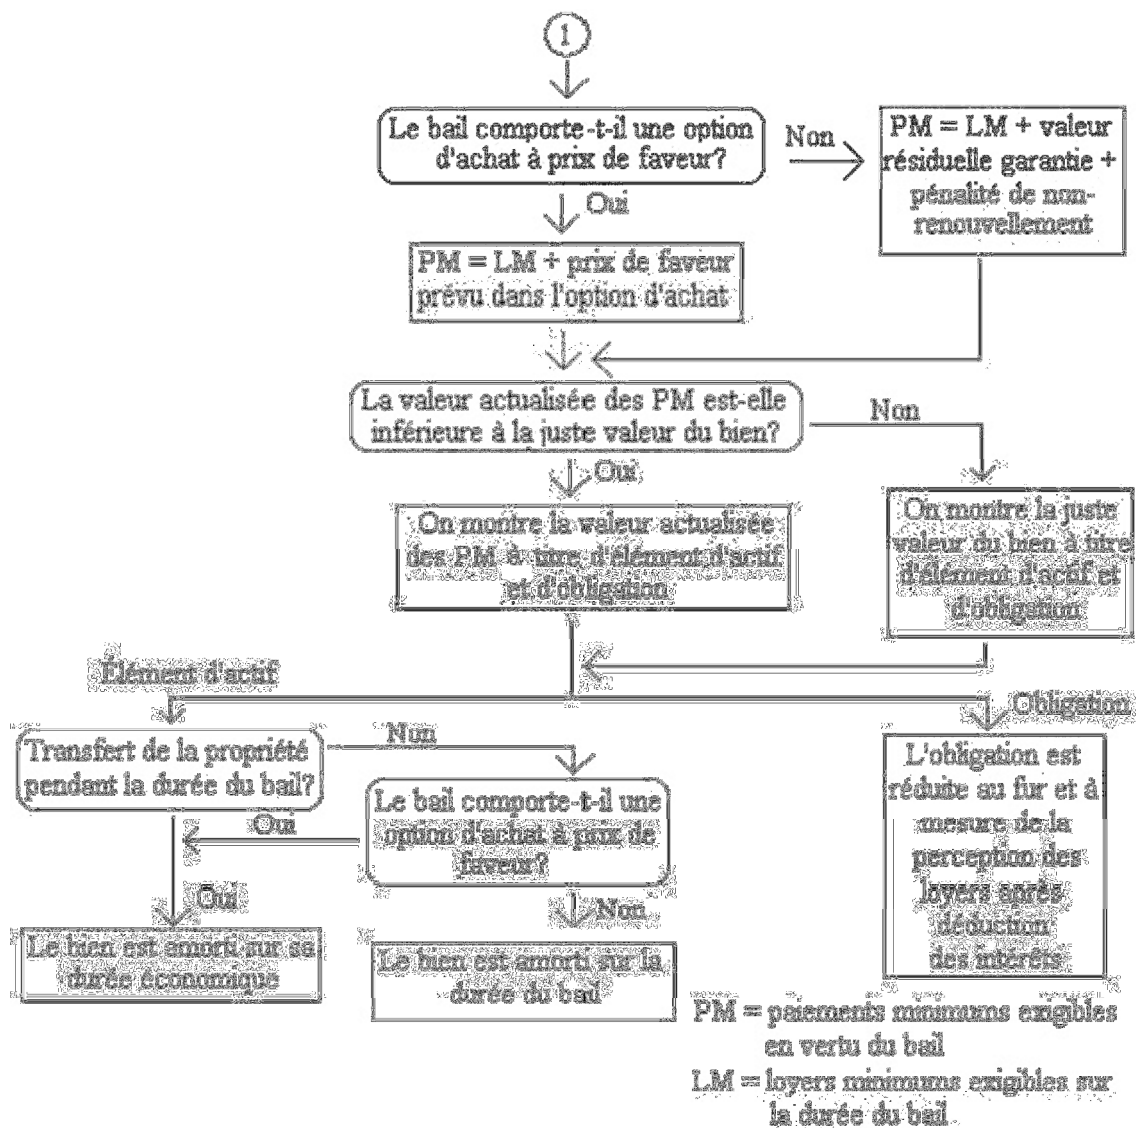 1
Le bail comporte-t-il une option
d'achat à prix de faveur?
Non
PM = LM + valeur
résiduelle garantie +
pénalité de non-
renouvellement
Oui
PM = LM + prix de faveur
prévu dans l'option d'achat
La valeur actualisée des PM est-elle
inférieure à la juste valeur du bien?
Non
Oui
On montre la valeur actualisée
des PM à titre d'élément d'actif
et d'obligation
On montre la juste
valeur du bien à titre
d'élément d'actif et
d'obligation
Élément d'actif
Obligation
Transfert de la propriété
pendant la durée du bail?
Non
Le bail comporte-t-il une
option d'achat à prix de
faveur?
Oui
Oui
Non
Le bien est amorti sur sa
durée économique
Le bien est amorti sur la
durée du bail
L'obligation est
réduite au fur et à
mesure de la
perception des
loyers après
déduction
des intérêts
PM = paiements minimums exigibles
en vertu du bail
LM = loyers minimums exigibles sur
la durée du bail.